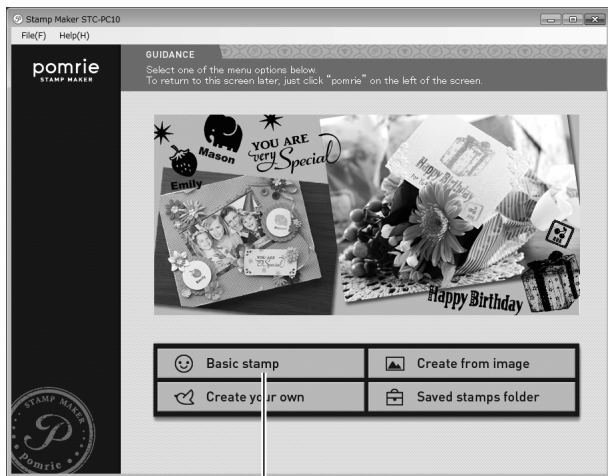 Stamp Maker STC-PC10
File(F) Help(H)
pomrie
STAMP MAKER
GUIDANCE
Select one of the menu options below.
To return to this screen later, just click “pomrie” on the left of the screen.
Mason
Emily
YOU ARE
very Special
YOU ARE
Happy Birthday
Happy Birthday
Basic stamp
Create from image
Create your own
Saved stamps folder
STAMP MAKER
pomrie